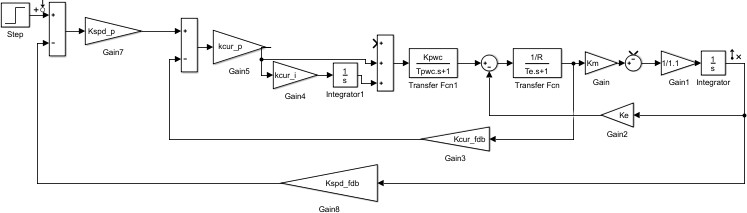 Step
Kspd_p
Gain7
kcur_p
Gain5
kcur_i
Gain4
1
s
Integrator1
Kpwc
Tpwc.s+1
Transfer Fcn1
1/R
Te.s+1
Transfer Fcn
Km
Gain
1/1.1
Gain1
1
s
Integrator
Ke
Gain2
Kcur_fdb
Gain3
Kspd_fdb
Gain8